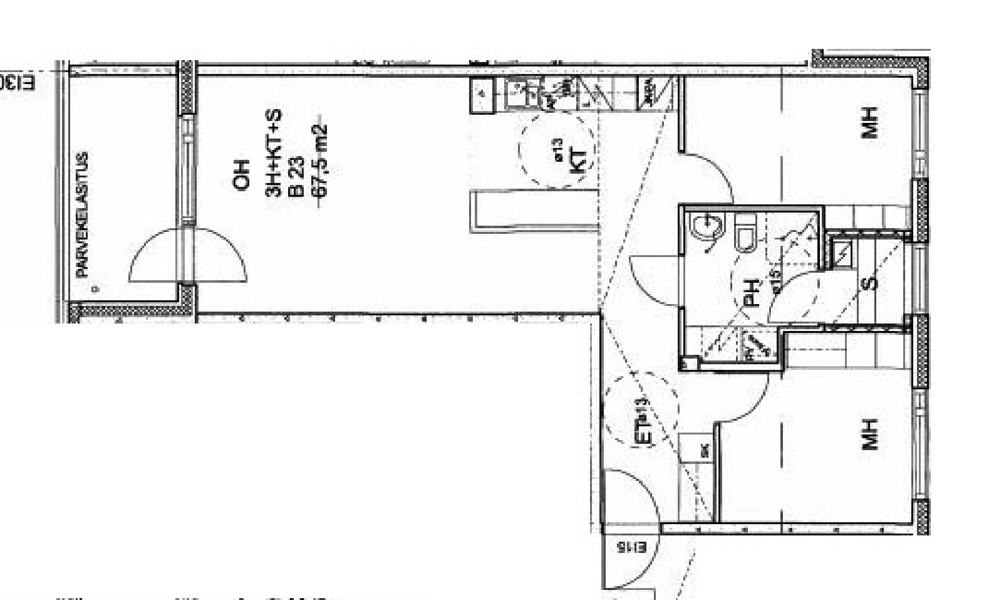 EI30
PARVEKELASITUS
OH
3H+KT+S
B 23
67,5 m2
ø13
KT
MH
PH
ø15
S
ET
ø13
SK
MH
EI15